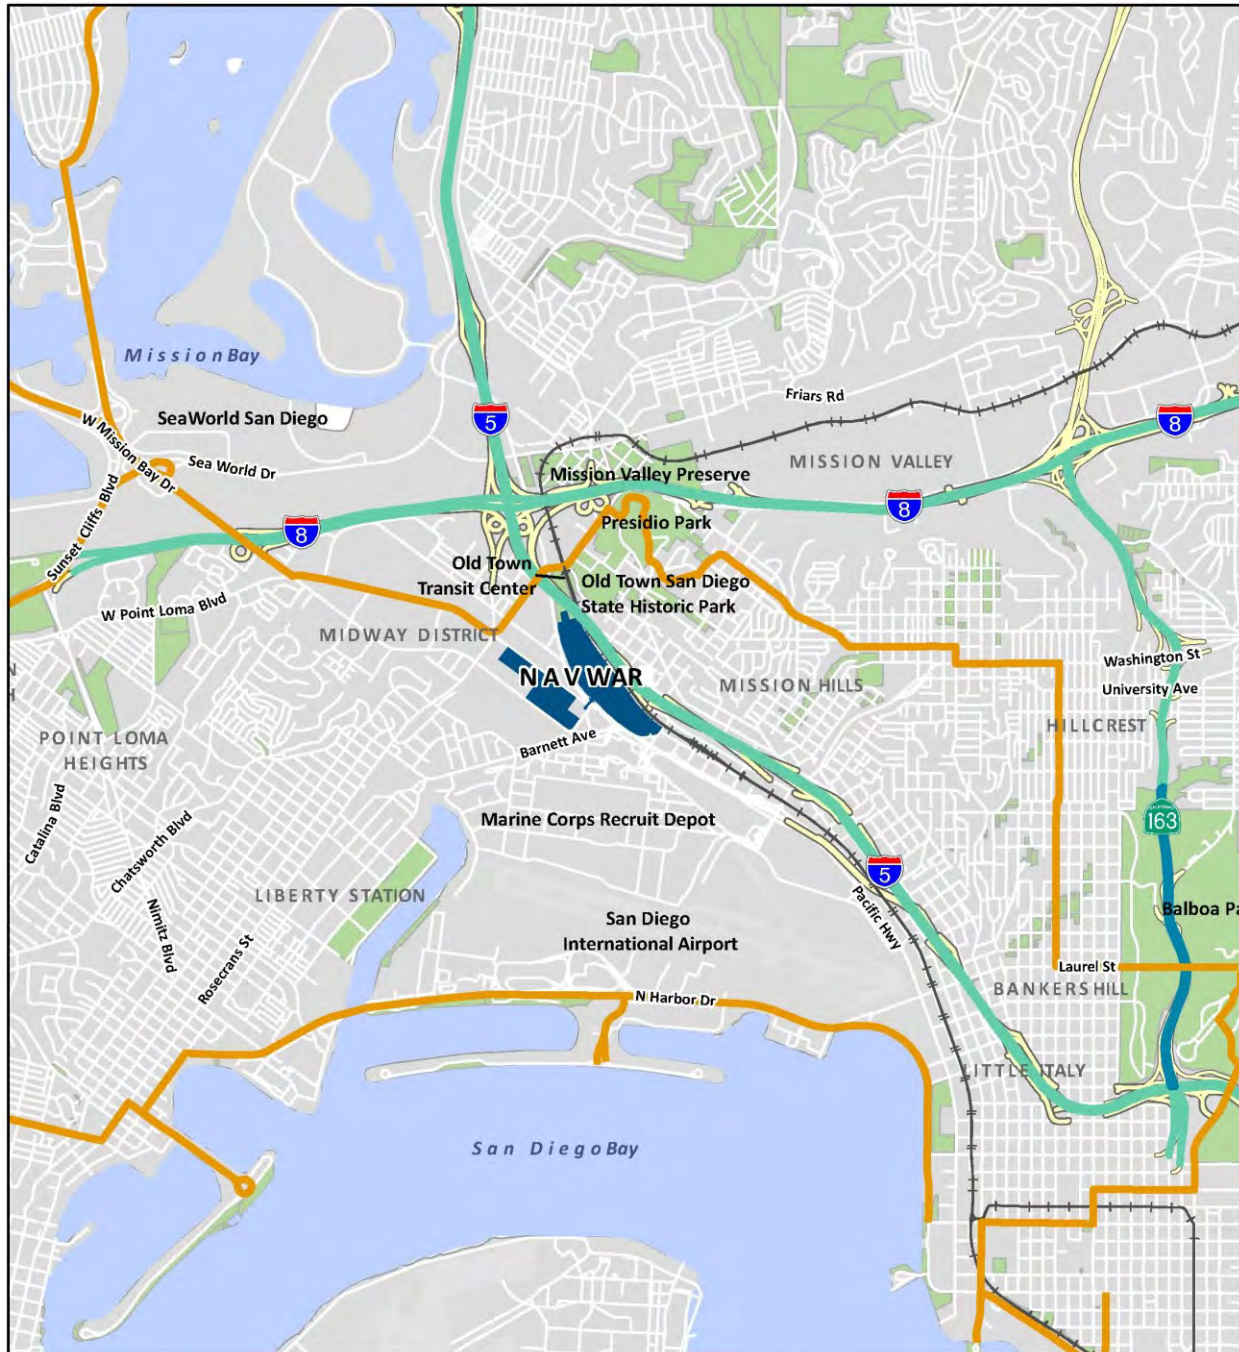 Mission Bay
SeaWorld San Diego
5
8
Friars Rd
W Mission Bay Dr
Sea World Dr
MISSION VALLEY
Mission Valley Preserve
Sunset Cliffs Blvd
8
8
Presidio Park
Old Town
Transit Center
Old Town San Diego
State Historic Park
W Point Loma Blvd
MIDWAY DISTRICT
N
H
NAVWAR
MISSION HILLS
Washington St
University Ave
HILLCREST
POINT LOMA
HEIGHTS
Barnett Ave
Catalina Blvd
Chatsworth Blvd
Marine Corps Recruit Depot
CALIFORNIA
163
5
LIBERTY STATION
Nimitz Blvd
Rosecrans St
San Diego
International Airport
Pacific Hwy
Balboa Pa
Laurel St
BANKERS HILL
N Harbor Dr
LITTLE ITALY
San Diego Bay